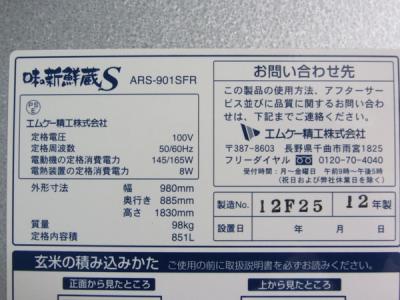 味の新鮮蔵S ARS-901SFR
PSE
エムケー精工株式会社
定格電圧 100V
定格周波数 50/60Hz
電動機の定格消費電力 145/165W
電熱装置の定格消費電力 8W
外形寸法 幅 980mm
奥行き 885mm
高さ 1830mm
質量 98kg
定格内容積 851L
お問い合わせ先
この製品の使用方法、アフターサー
ビス並びに品質に関するお問い合わ
せは、下記までご連絡ください。
エムケー精工株式会社
〒387-8603 長野県千曲市雨宮1825
フリーダイヤル 0120-70-4040
受付時間:月~金曜日 午前9時~午後5時
(祝日および弊社休業日を除く)
製造No. 12F25 12年製
設置日 年 月 日
玄米の積み込みかた ご使用の前に取扱説明書を必ずお読みください。
正面から見たところ 側面から見たところ